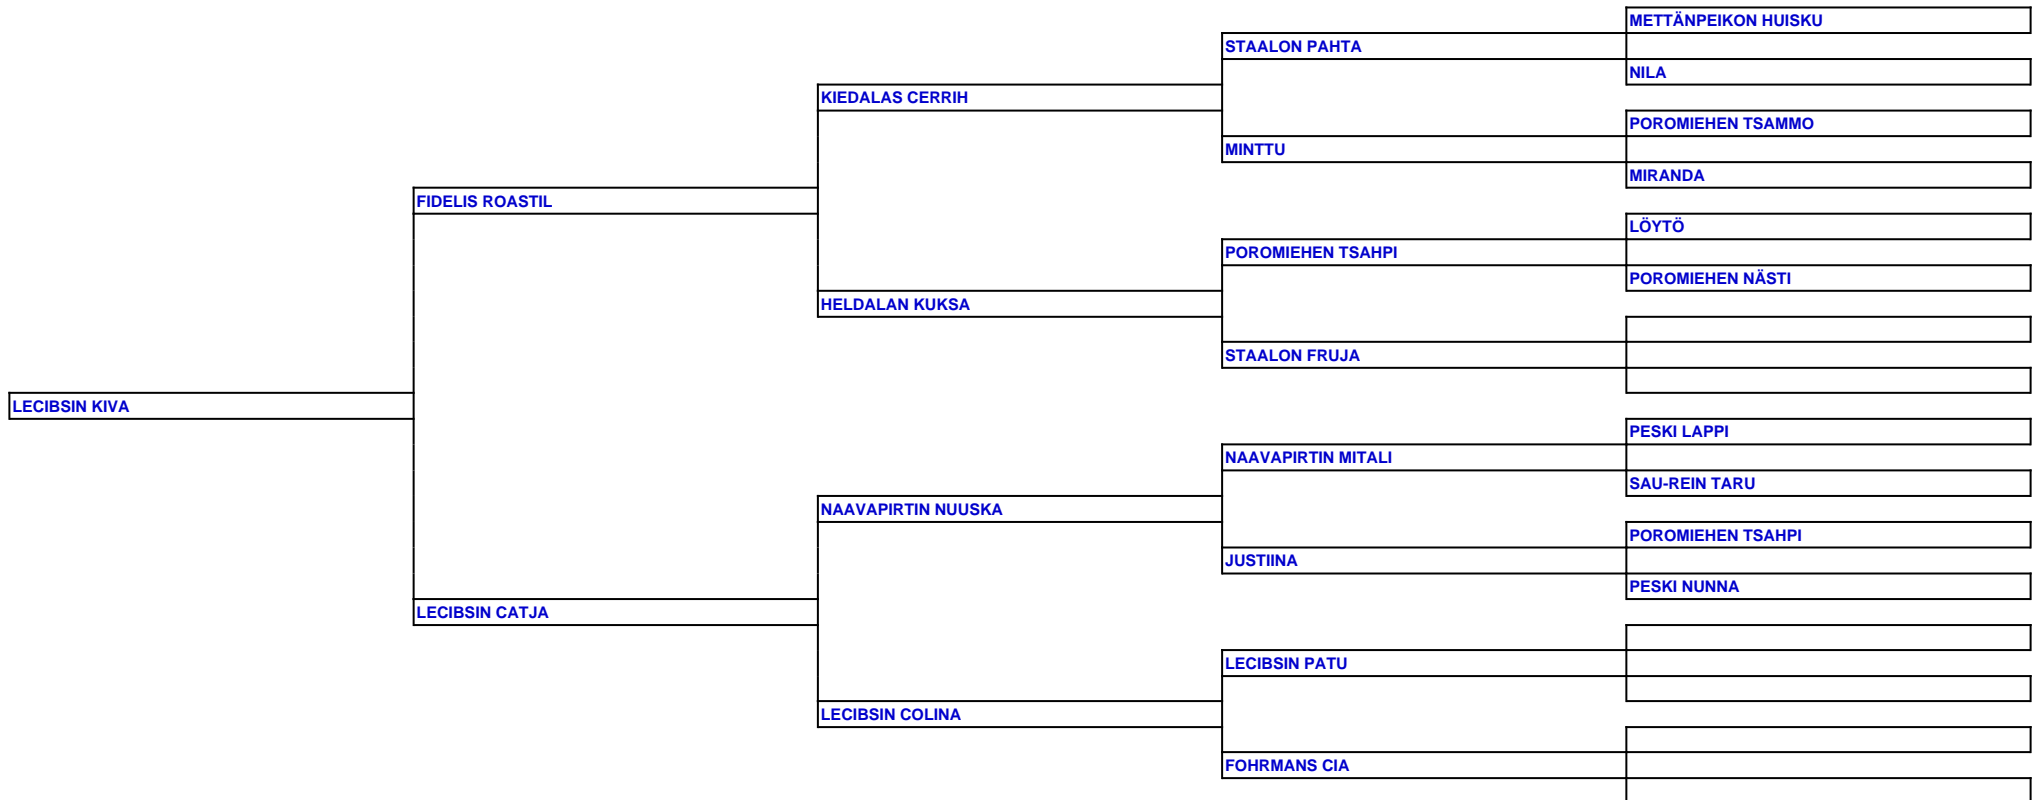 METTÄNPEIKON HUISKU
STAALON PAHTA
NILA
KIEDALAS CERRIH
POROMIEHEN TSAMMO
MINTTU
MIRANDA
FIDELIS ROASTIL
LÖYTÖ
POROMIEHEN TSAHPI
POROMIEHEN NÄSTI
HELDALAN KUKSA
STAALON FRUJA
LECIBSIN KIVA
PESKI LAPPI
NAAVAPIRTIN MITALI
SAU-REIN TARU
NAAVAPIRTIN NUUSKA
POROMIEHEN TSAHPI
JUSTIINA
PESKI NUNNA
LECIBSIN CATJA
LECIBSIN PATU
LECIBSIN COLINA
FOHRMANS CIA